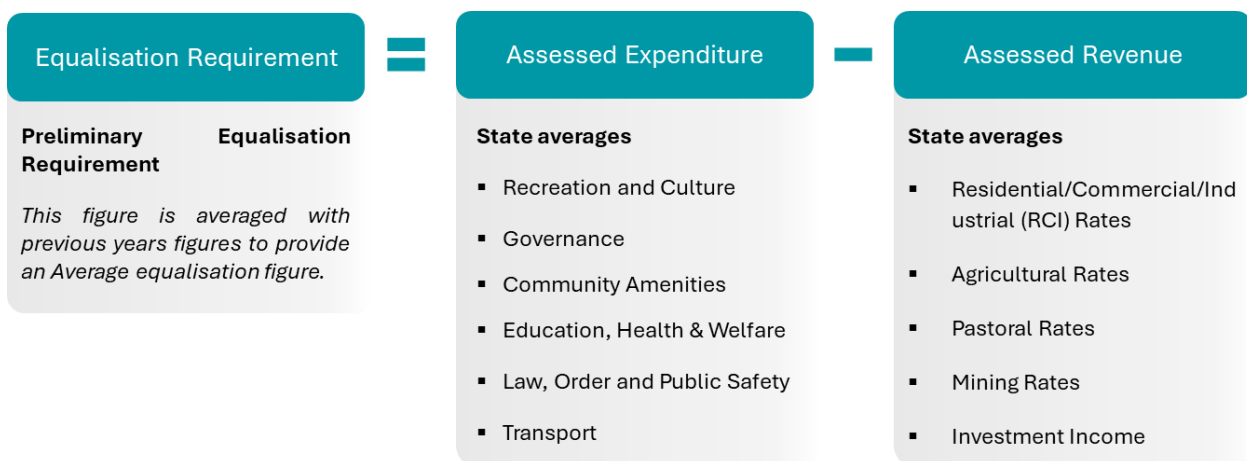 Equalisation Requirement
Preliminary Equalisation
Requirement
This figure is averaged with
previous years figures to provide
an Average equalisation figure.
Assessed Expenditure
State averages
▪ Recreation and Culture
▪ Governance
▪ Community Amenities
▪ Education, Health & Welfare
▪ Law, Order and Public Safety
▪ Transport
Assessed Revenue
State averages
▪ Residential/Commercial/Ind
ustrial (RCI) Rates
▪ Agricultural Rates
▪ Pastoral Rates
▪ Mining Rates
▪ Investment Income